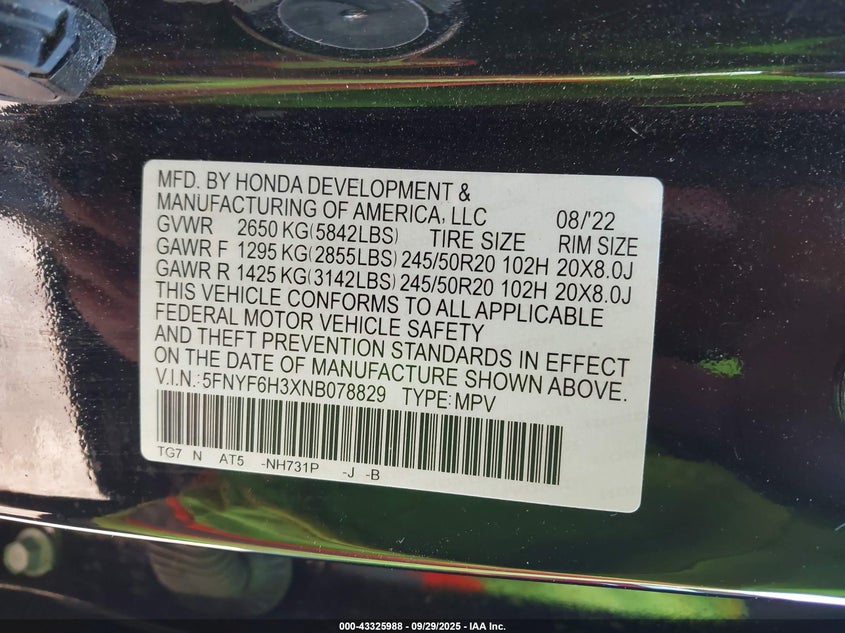 MFD. BY HONDA DEVELOPMENT &
MANUFACTURING OF AMERICA, LLC 08/'22
GVWR 2650 KG(5842LBS) TIRE SIZE RIM SIZE
GAWR F 1295 KG(2855LBS) 245/50R20 102H 20X8.0J
GAWR R 1425 KG(3142LBS) 245/50R20 102H 20X8.0J
THIS VEHICLE CONFORMS TO ALL APPLICABLE
FEDERAL MOTOR VEHICLE SAFETY
AND THEFT PREVENTION STANDARDS IN EFFECT
ON THE DATE OF MANUFACTURE SHOWN ABOVE.
V.I.N.: 5FNYF6H3XNB078829 TYPE: MPV
TG7 N AT5 -NH731P -J -B
000-43325988 - 09/29/2025 - IAA Inc.